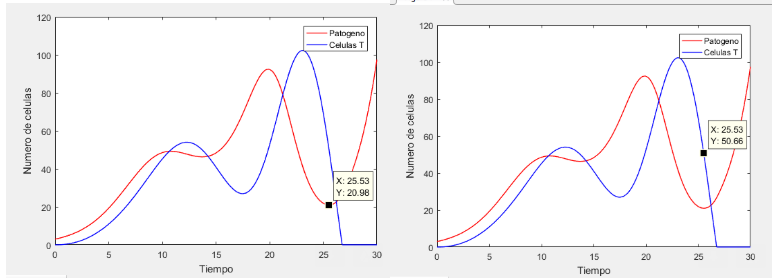 120
100
80
60
40
20
0
Numero de celulas
Patogeno
Celulas T
X: 25.53
Y: 20.98
0 5 10 15 20 25 30
Tiempo
120
100
80
60
40
20
0
Numero de celulas
Patogeno
Celulas T
X: 25.53
Y: 50.66
0 5 10 15 20 25 30
Tiempo